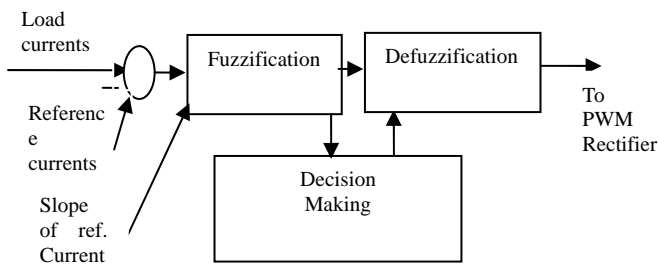 Load
currents
Fuzzification
Defuzzification
Referenc
e
currents
To
PWM
Rectifier
Decision
Making
Slope
of ref.
Current